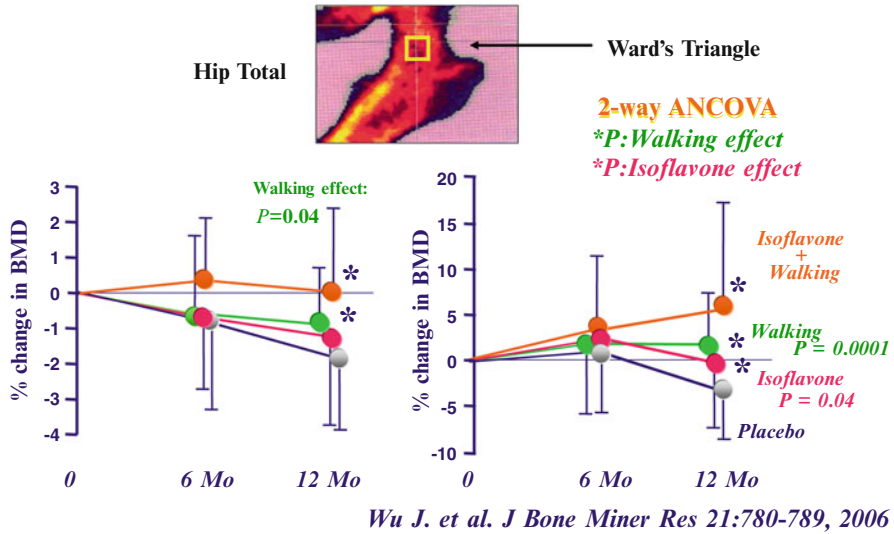 Hip Total
Ward's Triangle
2-way ANCOVA
*P:Walking effect
*P:Isoflavone effect
% change in BMD
3
2
1
0
-1
-2
-3
-4
Walking effect:
P=0.04
*
*
0
6 Mo
12 Mo
% change in BMD
20
15
10
5
0
-5
-10
*
*
*
Isoflavone
+
Walking
Walking
P = 0.0001
Isoflavone
P = 0.04
Placebo
0
6 Mo
12 Mo
Wu J. et al. J Bone Miner Res 21:780-789, 2006